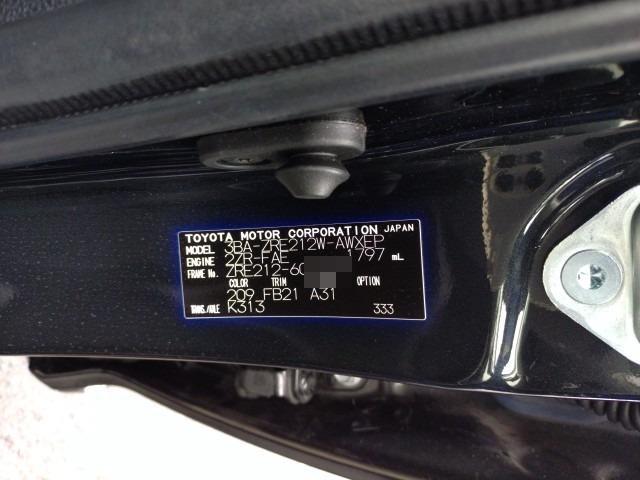 TOYOTA MOTOR CORPORATION JAPAN
MODEL 3BA-ZRE212W-AWXEP
ENGINE 2ZR-FAE 1797 mL
FRAME No. ZRE212-60
COLOR TRIM OPTION
209 FB21 A31
TRANS./AXLE K313 333